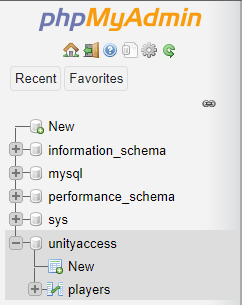 phpMyAdmin
Recent Favorites
New
information_schema
mysql
performance_schema
sys
unityaccess
New
players